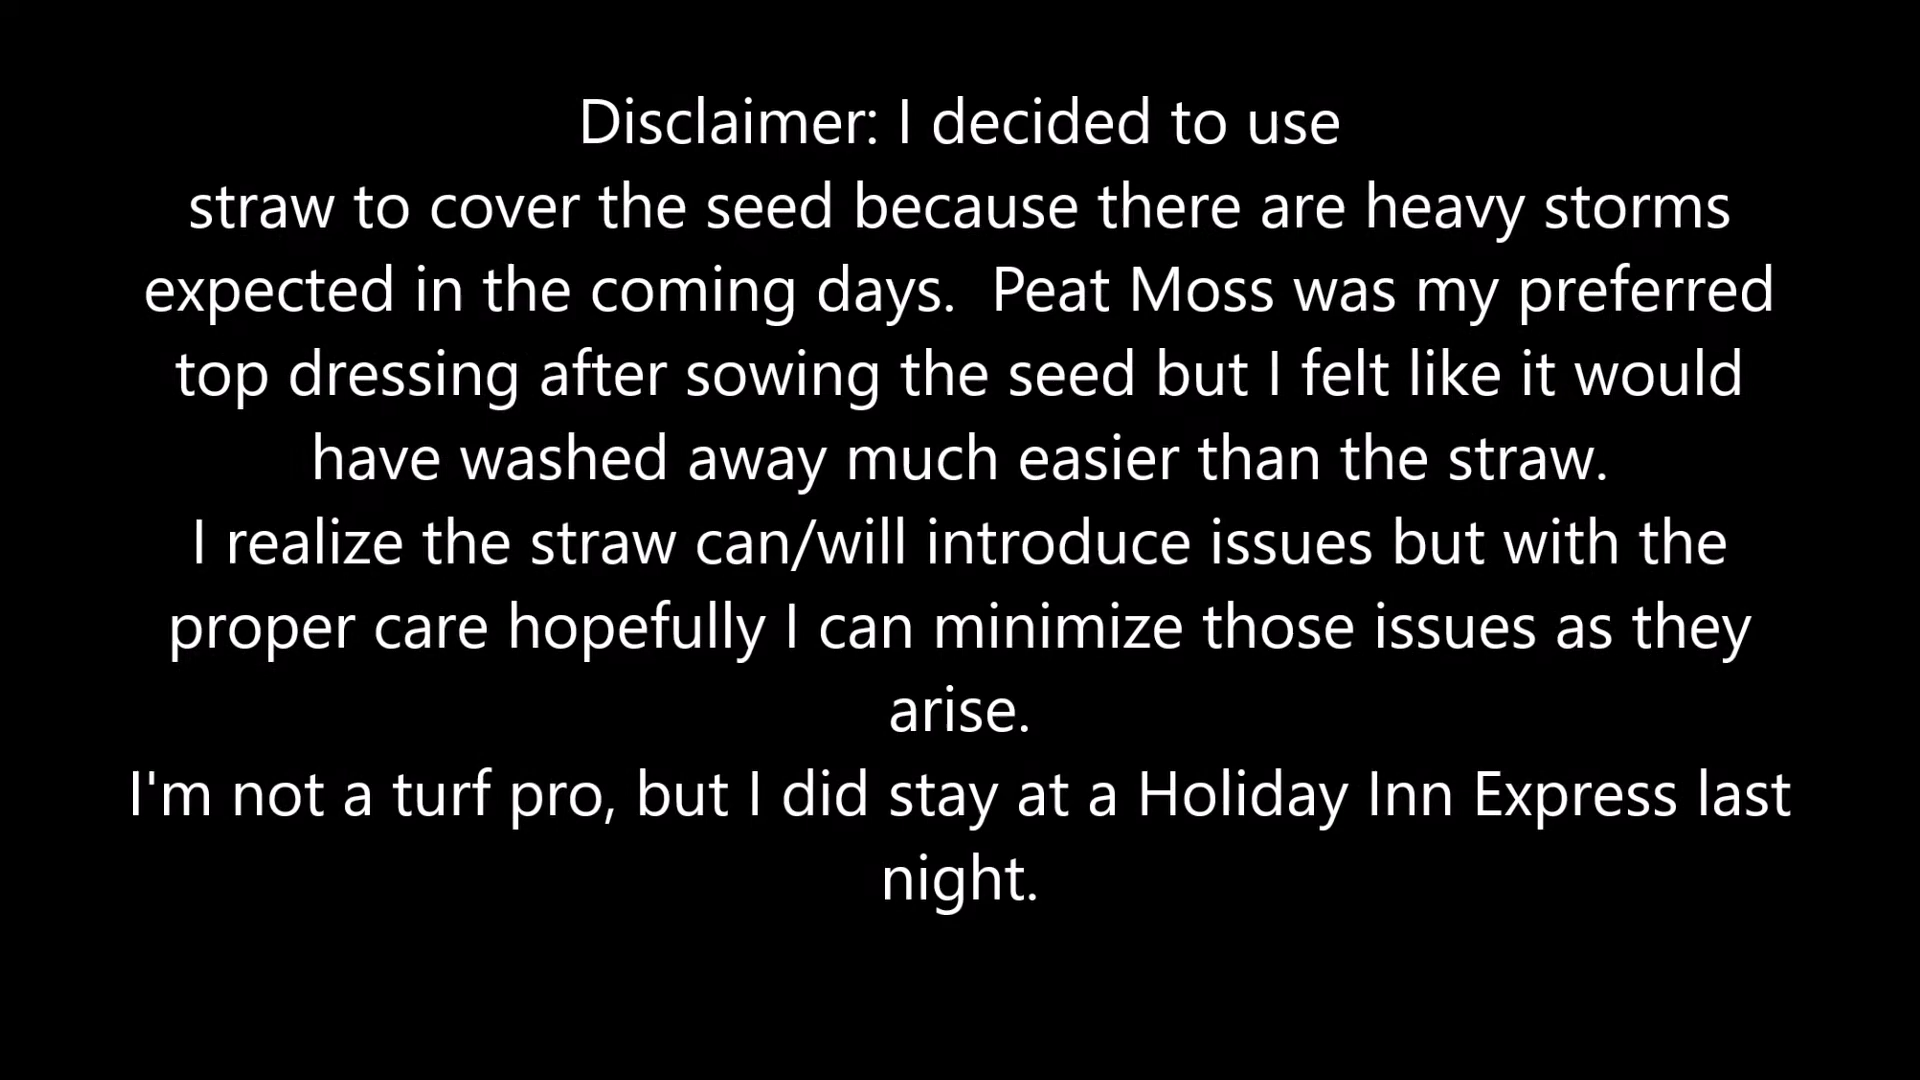 Disclaimer: I decided to use
straw to cover the seed because there are heavy storms
expected in the coming days.  Peat Moss was my preferred
top dressing after sowing the seed but I felt like it would
have washed away much easier than the straw.
I realize the straw can/will introduce issues but with the
proper care hopefully I can minimize those issues as they
arise.
I'm not a turf pro, but I did stay at a Holiday Inn Express last
night.